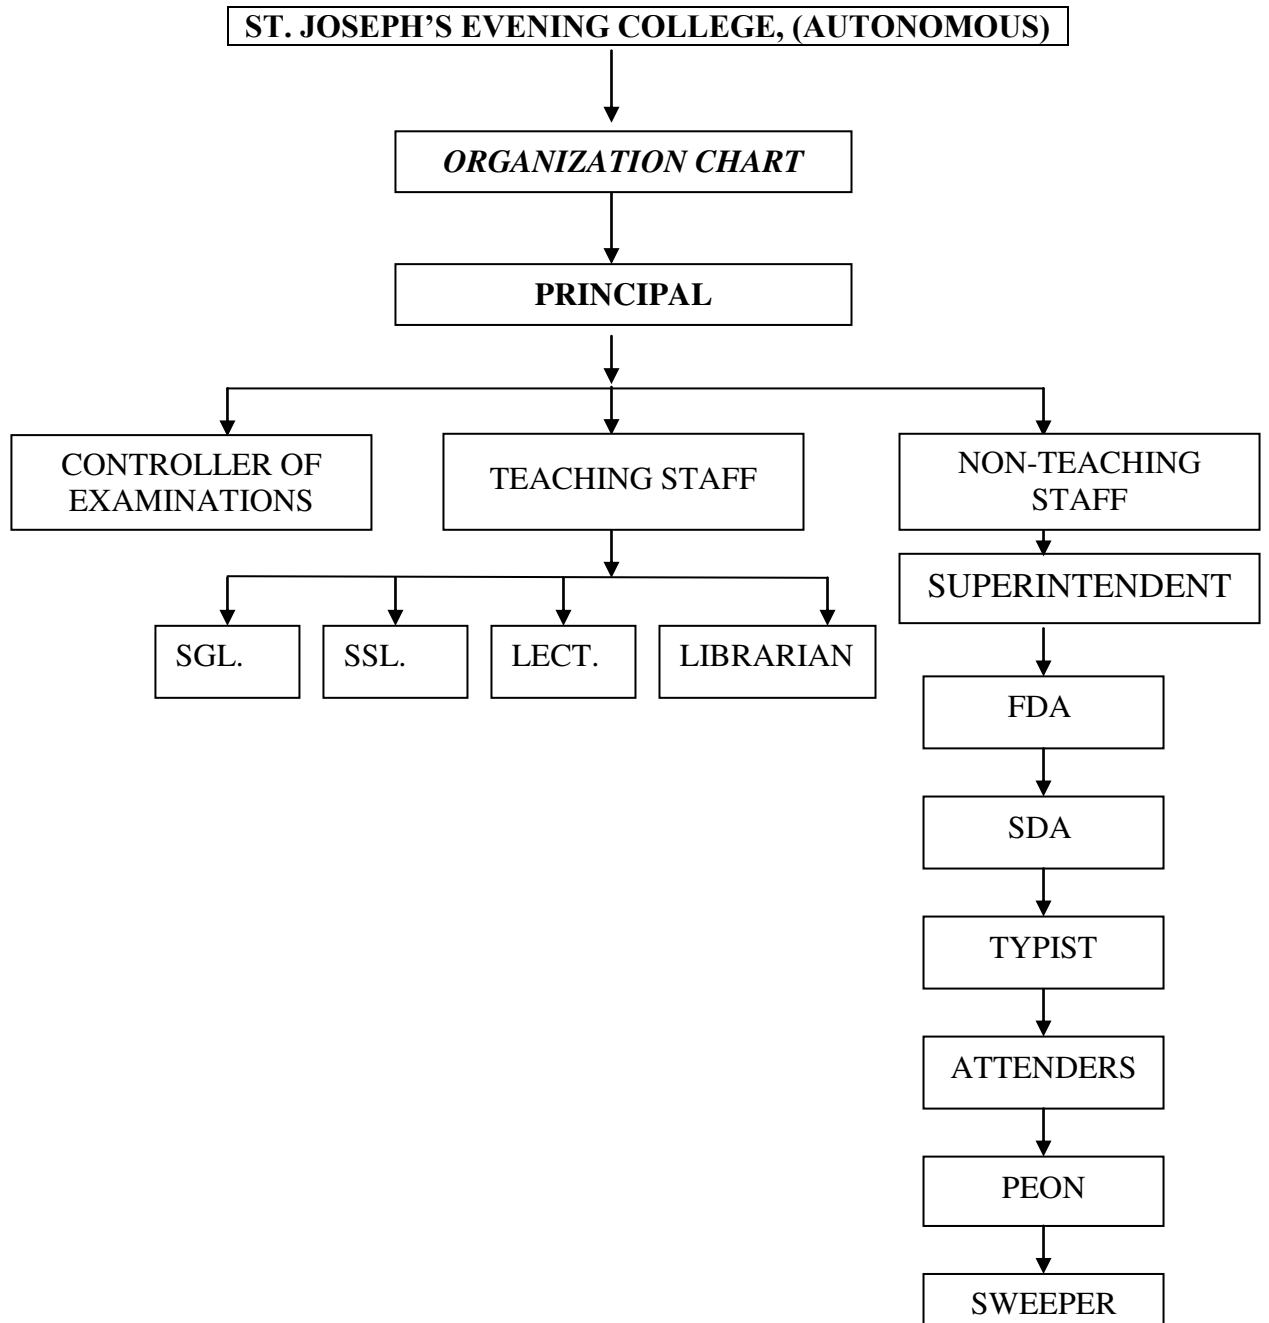 ST. JOSEPH’S EVENING COLLEGE, (AUTONOMOUS)
ORGANIZATION CHART
PRINCIPAL
CONTROLLER OF
EXAMINATIONS
TEACHING STAFF
NON-TEACHING
STAFF
SUPERINTENDENT
SGL.
SSL.
LECT.
LIBRARIAN
FDA
SDA
TYPIST
ATTENDERS
PEON
SWEEPER